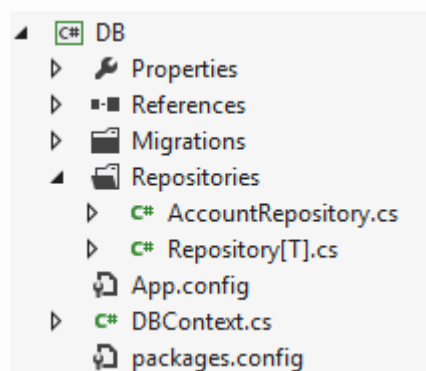 C# DB
Properties
References
Migrations
Repositories
C# AccountRepository.cs
C# Repository[T].cs
App.config
C# DBContext.cs
packages.config